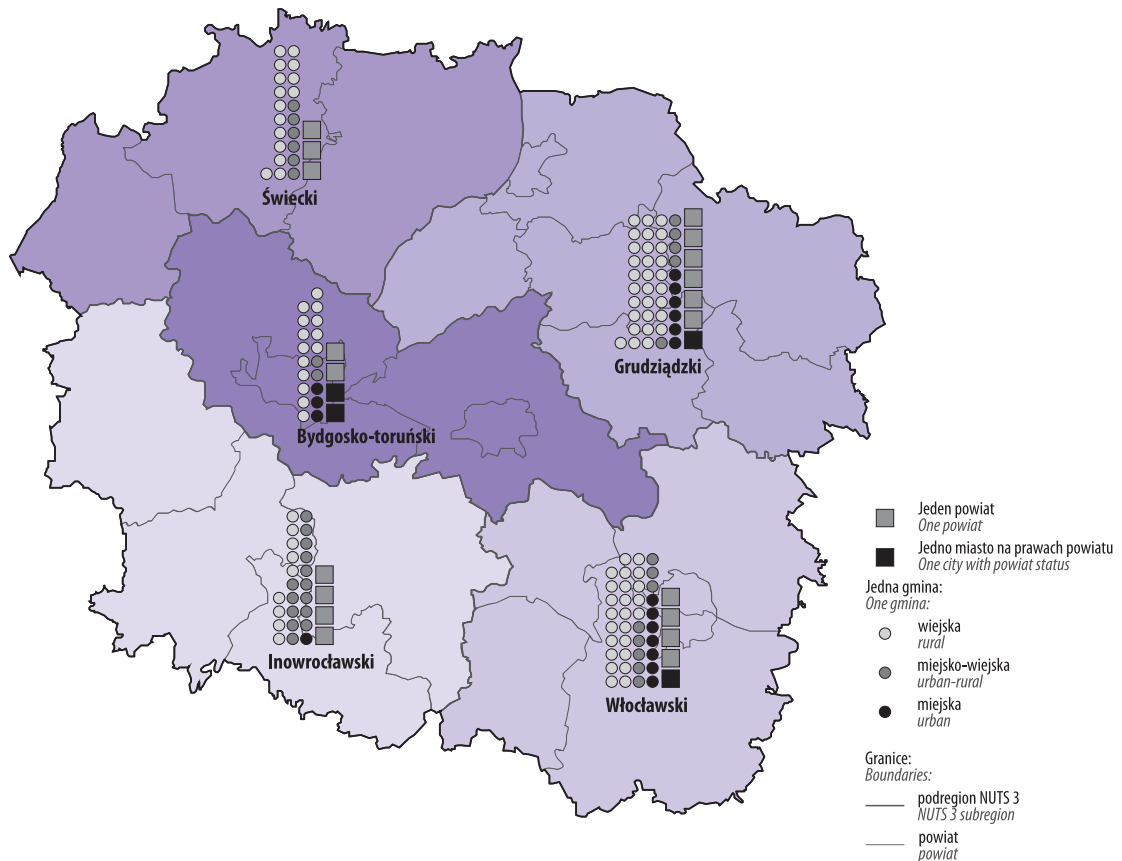 Świecki
Grudziądzki
Bydgosko-toruński
Inowrocławski
Włocławski
Jeden powiat
One powiat
Jedno miasto na prawach powiatu
One city with powiat status
Jedna gmina:
One gmina:
wiejska
rural
miejsko-wiejska
urban-rural
miejska
urban
Granice:
Boundaries:
podregion NUTS 3
NUTS 3 subregion
powiat
powiat